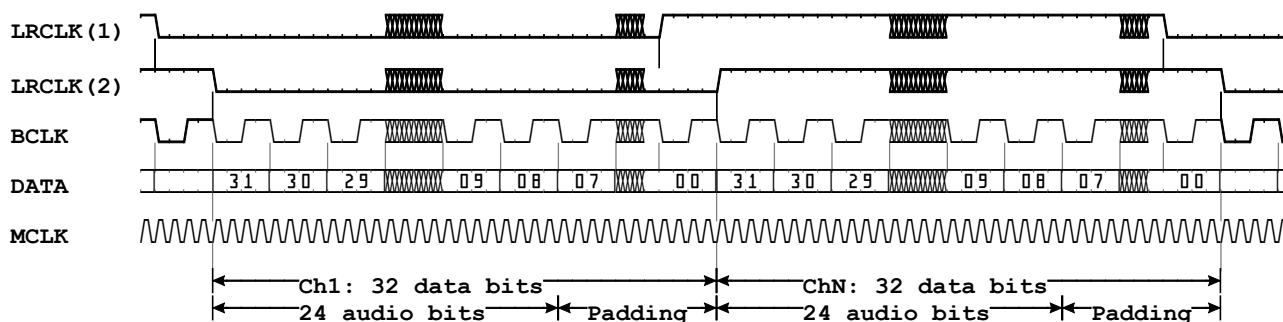 LRCLK(1)
LRCLK(2)
BCLK
DATA 31 30 29 09 08 07 00 31 30 29 09 08 07 00
MCLK
Ch1: 32 data bits ChN: 32 data bits
24 audio bits Padding 24 audio bits Padding